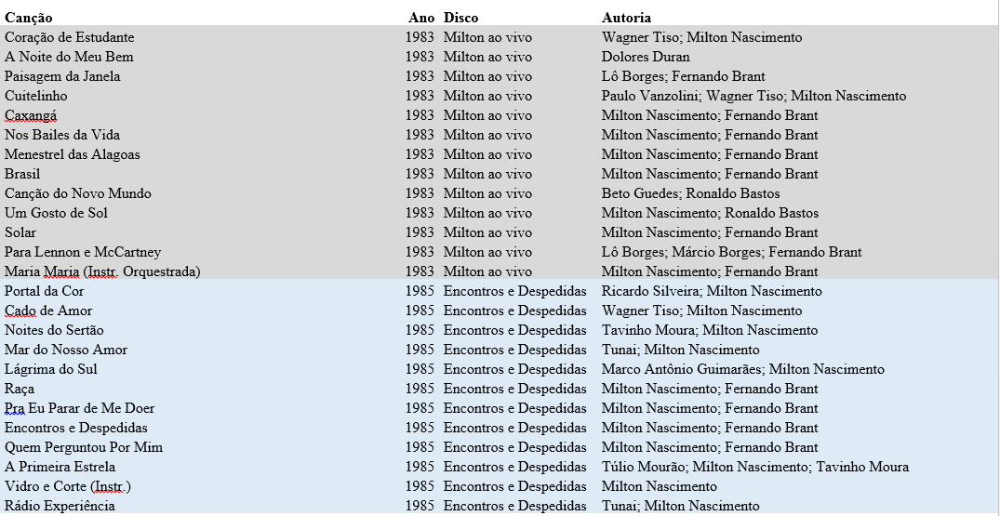 Canção Ano Disco Autoria
Coração de Estudante 1983 Milton ao vivo Wagner Tiso; Milton Nascimento
A Noite do Meu Bem 1983 Milton ao vivo Dolores Duran
Paisagem da Janela 1983 Milton ao vivo Lô Borges; Fernando Brant
Cuitelinho 1983 Milton ao vivo Paulo Vanzolini; Wagner Tiso; Milton Nascimento
Caxangá 1983 Milton ao vivo Milton Nascimento; Fernando Brant
Nos Bailes da Vida 1983 Milton ao vivo Milton Nascimento; Fernando Brant
Menestrel das Alagoas 1983 Milton ao vivo Milton Nascimento; Fernando Brant
Brasil 1983 Milton ao vivo Milton Nascimento; Fernando Brant
Canção do Novo Mundo 1983 Milton ao vivo Beto Guedes; Ronaldo Bastos
Um Gosto de Sol 1983 Milton ao vivo Milton Nascimento; Ronaldo Bastos
Solar 1983 Milton ao vivo Milton Nascimento; Fernando Brant
Para Lennon e McCartney 1983 Milton ao vivo Lô Borges; Márcio Borges; Fernando Brant
Maria Maria (Instr. Orquestrada) 1983 Milton ao vivo Milton Nascimento; Fernando Brant
Portal da Cor 1985 Encontros e Despedidas Ricardo Silveira; Milton Nascimento
Cado de Amor 1985 Encontros e Despedidas Wagner Tiso; Milton Nascimento
Noites do Sertão 1985 Encontros e Despedidas Tavinho Moura; Milton Nascimento
Mar do Nosso Amor 1985 Encontros e Despedidas Tunai; Milton Nascimento
Lágrima do Sul 1985 Encontros e Despedidas Marco Antônio Guimarães; Milton Nascimento
Raça 1985 Encontros e Despedidas Milton Nascimento; Fernando Brant
Pra Eu Parar de Me Doer 1985 Encontros e Despedidas Milton Nascimento; Fernando Brant
Encontros e Despedidas 1985 Encontros e Despedidas Milton Nascimento; Fernando Brant
Quem Perguntou Por Mim 1985 Encontros e Despedidas Milton Nascimento; Fernando Brant
A Primeira Estrela 1985 Encontros e Despedidas Túlio Mourão; Milton Nascimento; Tavinho Moura
Vidro e Corte (Instr.) 1985 Encontros e Despedidas Milton Nascimento
Rádio Experiência 1985 Encontros e Despedidas Tunai; Milton Nascimento